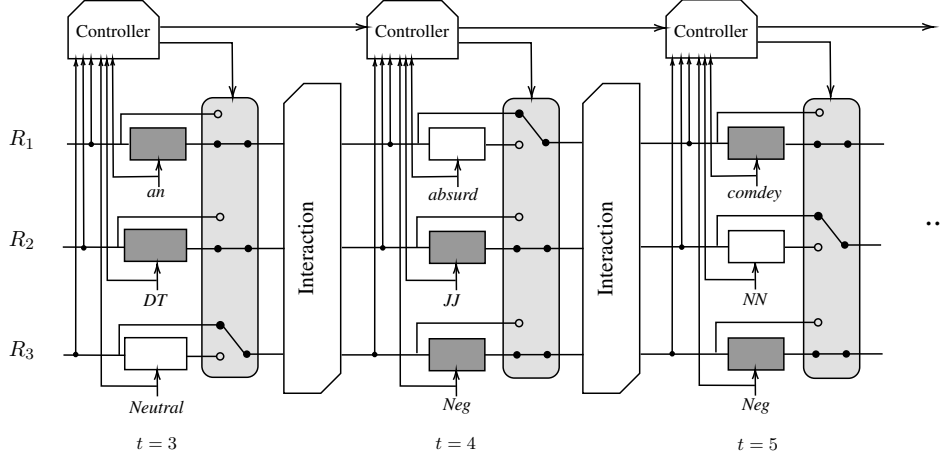 Controller Controller Controller
R₁
an absurd comdey
R₂
Interaction Interaction
..
DT JJ NN
R₃
Neutral Neg Neg
t = 3 t = 4 t = 5